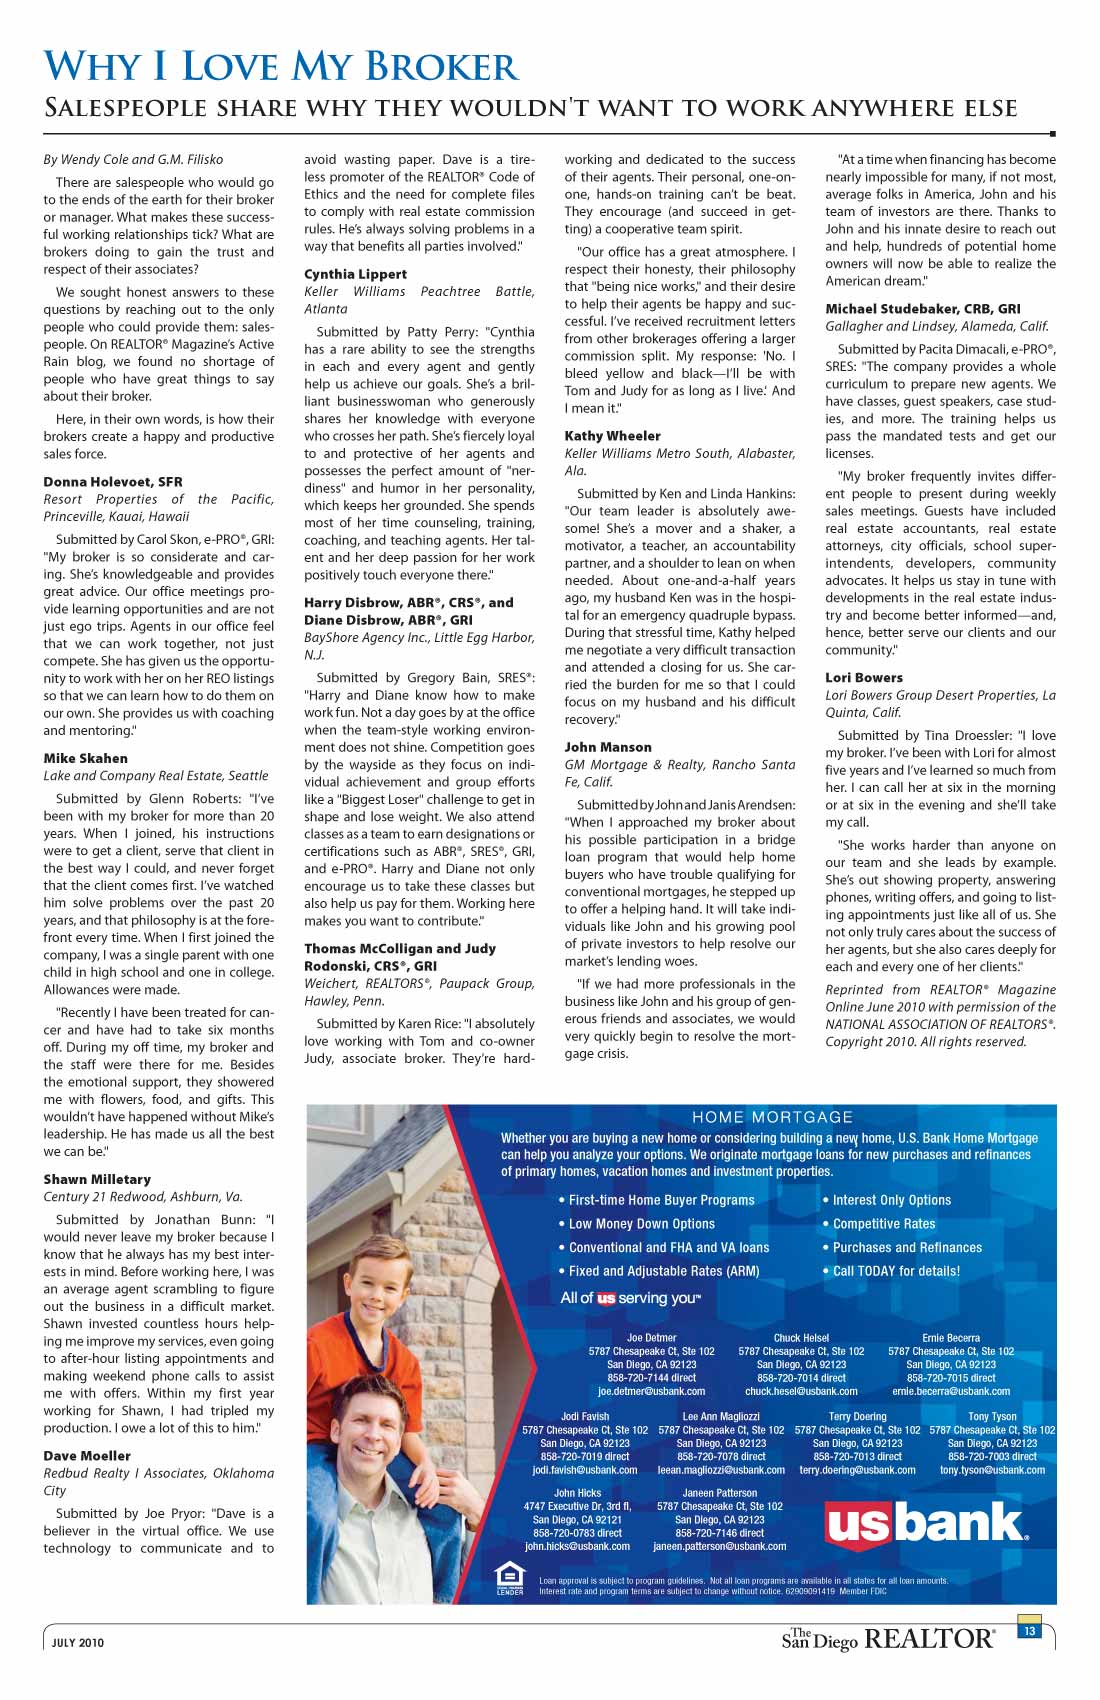 WHY I LOVE MY BROKER
SALESPEOPLE SHARE WHY THEY WOULDN'T WANT TO WORK ANYWHERE ELSE
By Wendy Cole and G.M. Filisko
There are salespeople who would go
to the ends of the earth for their broker
or manager. What makes these success-
ful working relationships tick? What are
brokers doing to gain the trust and
respect of their associates?
We sought honest answers to these
questions by reaching out to the only
people who could provide them: sales-
people. On REALTOR® Magazine's Active
Rain blog, we found no shortage of
people who have great things to say
about their broker.
Here, in their own words, is how their
brokers create a happy and productive
sales force.
Donna Holevoet, SFR
Resort Properties of the Pacific,
Princeville, Kauai, Hawaii
Submitted by Carol Skon, e-PRO®, GRI:
"My broker is so considerate and car-
ing. She's knowledgeable and provides
great advice. Our office meetings pro-
vide learning opportunities and are not
just ego trips. Agents in our office feel
that we can work together, not just
compete. She has given us the opportu-
nity to work with her on her REO listings
so that we can learn how to do them on
our own. She provides us with coaching
and mentoring."
Mike Skahen
Lake and Company Real Estate, Seattle
Submitted by Glenn Roberts: "I've
been with my broker for more than 20
years. When I joined, his instructions
were to get a client, serve that client in
the best way I could, and never forget
that the client comes first. I've watched
him solve problems over the past 20
years, and that philosophy is at the fore-
front every time. When I first joined the
company, I was a single parent with one
child in high school and one in college.
Allowances were made.
"Recently I have been treated for can-
cer and have had to take six months
off. During my off time, my broker and
the staff were there for me. Besides
the emotional support, they showered
me with flowers, food, and gifts. This
wouldn't have happened without Mike's
leadership. He has made us all the best
we can be."
Shawn Milletary
Century 21 Redwood, Ashburn, Va.
Submitted by Jonathan Bunn: "I
would never leave my broker because I
know that he always has my best inter-
ests in mind. Before working here, I was
an average agent scrambling to figure
out the business in a difficult market.
Shawn invested countless hours help-
ing me improve my services, even going
to after-hour listing appointments and
making weekend phone calls to assist
me with offers. Within my first year
working for Shawn, I had tripled my
production. I owe a lot of this to him."
Dave Moeller
Redbud Realty I Associates, Oklahoma
City
Submitted by Joe Pryor: "Dave is a
believer in the virtual office. We use
technology to communicate and to
avoid wasting paper. Dave is a tire-
less promoter of the REALTOR® Code of
Ethics and the need for complete files
to comply with real estate commission
rules. He's always solving problems in a
way that benefits all parties involved."
Cynthia Lippert
Keller Williams Peachtree Battle,
Atlanta
Submitted by Patty Perry: "Cynthia
has a rare ability to see the strengths
in each and every agent and gently
help us achieve our goals. She's a bril-
liant businesswoman who generously
shares her knowledge with everyone
who crosses her path. She's fiercely loyal
to and protective of her agents and
possesses the perfect amount of "ner-
diness" and humor in her personality,
which keeps her grounded. She spends
most of her time counseling, training,
coaching, and teaching agents. Her tal-
ent and her deep passion for her work
positively touch everyone there."
Harry Disbrow, ABR®, CRS®, and
Diane Disbrow, ABR®, GRI
BayShore Agency Inc., Little Egg Harbor,
N.J.
Submitted by Gregory Bain, SRES®:
"Harry and Diane know how to make
work fun. Not a day goes by at the office
when the team-style working environ-
ment does not shine. Competition goes
by the wayside as they focus on indi-
vidual achievement and group efforts
like a "Biggest Loser" challenge to get in
shape and lose weight. We also attend
classes as a team to earn designations or
certifications such as ABR®, SRES®, GRI,
and e-PRO®. Harry and Diane not only
encourage us to take these classes but
also help us pay for them. Working here
makes you want to contribute."
Thomas McColligan and Judy
Rodonski, CRS®, GRI
Weichert, REALTORS®, Paupack Group,
Hawley, Penn.
Submitted by Karen Rice: "I absolutely
love working with Tom and co-owner
Judy, associate broker. They're hard-
working and dedicated to the success
of their agents. Their personal, one-on-
one, hands-on training can't be beat.
They encourage (and succeed in get-
ting) a cooperative team spirit.
"Our office has a great atmosphere. I
respect their honesty, their philosophy
that "being nice works," and their desire
to help their agents be happy and suc-
cessful. I've received recruitment letters
from other brokerages offering a larger
commission split. My response: 'No. I
bleed yellow and black—I'll be with
Tom and Judy for as long as I live.' And
I mean it."
Kathy Wheeler
Keller Williams Metro South, Alabaster,
Ala.
Submitted by Ken and Linda Hankins:
"Our team leader is absolutely awe-
some! She's a mover and a shaker, a
motivator, a teacher, an accountability
partner, and a shoulder to lean on when
needed. About one-and-a-half years
ago, my husband Ken was in the hospi-
tal for an emergency quadruple bypass.
During that stressful time, Kathy helped
me negotiate a very difficult transaction
and attended a closing for us. She car-
ried the burden for me so that I could
focus on my husband and his difficult
recovery."
John Manson
GM Mortgage & Realty, Rancho Santa
Fe, Calif.
Submitted by John and Janis Arendsen:
"When I approached my broker about
his possible participation in a bridge
loan program that would help home
buyers who have trouble qualifying for
conventional mortgages, he stepped up
to offer a helping hand. It will take indi-
viduals like John and his growing pool
of private investors to help resolve our
market's lending woes.
"If we had more professionals in the
business like John and his group of gen-
erous friends and associates, we would
very quickly begin to resolve the mort-
gage crisis.
"At a time when financing has become
nearly impossible for many, if not most,
average folks in America, John and his
team of investors are there. Thanks to
John and his innate desire to reach out
and help, hundreds of potential home
owners will now be able to realize the
American dream."
Michael Studebaker, CRB, GRI
Gallagher and Lindsey, Alameda, Calif.
Submitted by Pacita Dimacali, e-PRO®,
SRES: "The company provides a whole
curriculum to prepare new agents. We
have classes, guest speakers, case stud-
ies, and more. The training helps us
pass the mandated tests and get our
licenses.
"My broker frequently invites differ-
ent people to present during weekly
sales meetings. Guests have included
real estate accountants, real estate
attorneys, city officials, school super-
intendents, developers, community
advocates. It helps us stay in tune with
developments in the real estate indus-
try and become better informed—and,
hence, better serve our clients and our
community."
Lori Bowers
Lori Bowers Group Desert Properties, La
Quinta, Calif.
Submitted by Tina Droessler: "I love
my broker. I've been with Lori for almost
five years and I've learned so much from
her. I can call her at six in the morning
or at six in the evening and she'll take
my call.
"She works harder than anyone on
our team and she leads by example.
She's out showing property, answering
phones, writing offers, and going to list-
ing appointments just like all of us. She
not only truly cares about the success of
her agents, but she also cares deeply for
each and every one of her clients."
Reprinted from REALTOR® Magazine
Online June 2010 with permission of the
NATIONAL ASSOCIATION OF REALTORS®.
Copyright 2010. All rights reserved.
HOME MORTGAGE
Whether you are buying a new home or considering building a new home, U.S. Bank Home Mortgage
can help you analyze your options. We originate mortgage loans for new purchases and refinances
of primary homes, vacation homes and investment properties.
• First-time Home Buyer Programs
• Low Money Down Options
• Conventional and FHA and VA loans
• Fixed and Adjustable Rates (ARM)
• Interest Only Options
• Competitive Rates
• Purchases and Refinances
• Call TODAY for details!
All of us serving you™
Joe Detmer
5787 Chesapeake Ct, Ste 102
San Diego, CA 92123
858-720-7144 direct
joe.detmer@usbank.com
Chuck Helsel
5787 Chesapeake Ct, Ste 102
San Diego, CA 92123
858-720-7014 direct
chuck.hesel@usbank.com
Ernie Becerra
5787 Chesapeake Ct, Ste 102
San Diego, CA 92123
858-720-7015 direct
ernie.becerra@usbank.com
Jodi Favish
5787 Chesapeake Ct, Ste 102
San Diego, CA 92123
858-720-7019 direct
jodi.favish@usbank.com
Lee Ann Magliozzi
5787 Chesapeake Ct, Ste 102
San Diego, CA 92123
858-720-7078 direct
leean.magliozzi@usbank.com
Terry Doering
5787 Chesapeake Ct, Ste 102
San Diego, CA 92123
858-720-7013 direct
terry.doering@usbank.com
Tony Tyson
5787 Chesapeake Ct, Ste 102
San Diego, CA 92123
858-720-7003 direct
tony.tyson@usbank.com
John Hicks
4747 Executive Dr, 3rd fl,
San Diego, CA 92121
858-720-0783 direct
john.hicks@usbank.com
Janeen Patterson
5787 Chesapeake Ct, Ste 102
San Diego, CA 92123
858-720-7146 direct
janeen.patterson@usbank.com
usbank®
LENDER
Loan approval is subject to program guidelines. Not all loan programs are available in all states for all loan amounts.
Interest rate and program terms are subject to change without notice. 62909091419 Member FDIC
JULY 2010
The San Diego REALTOR®
13